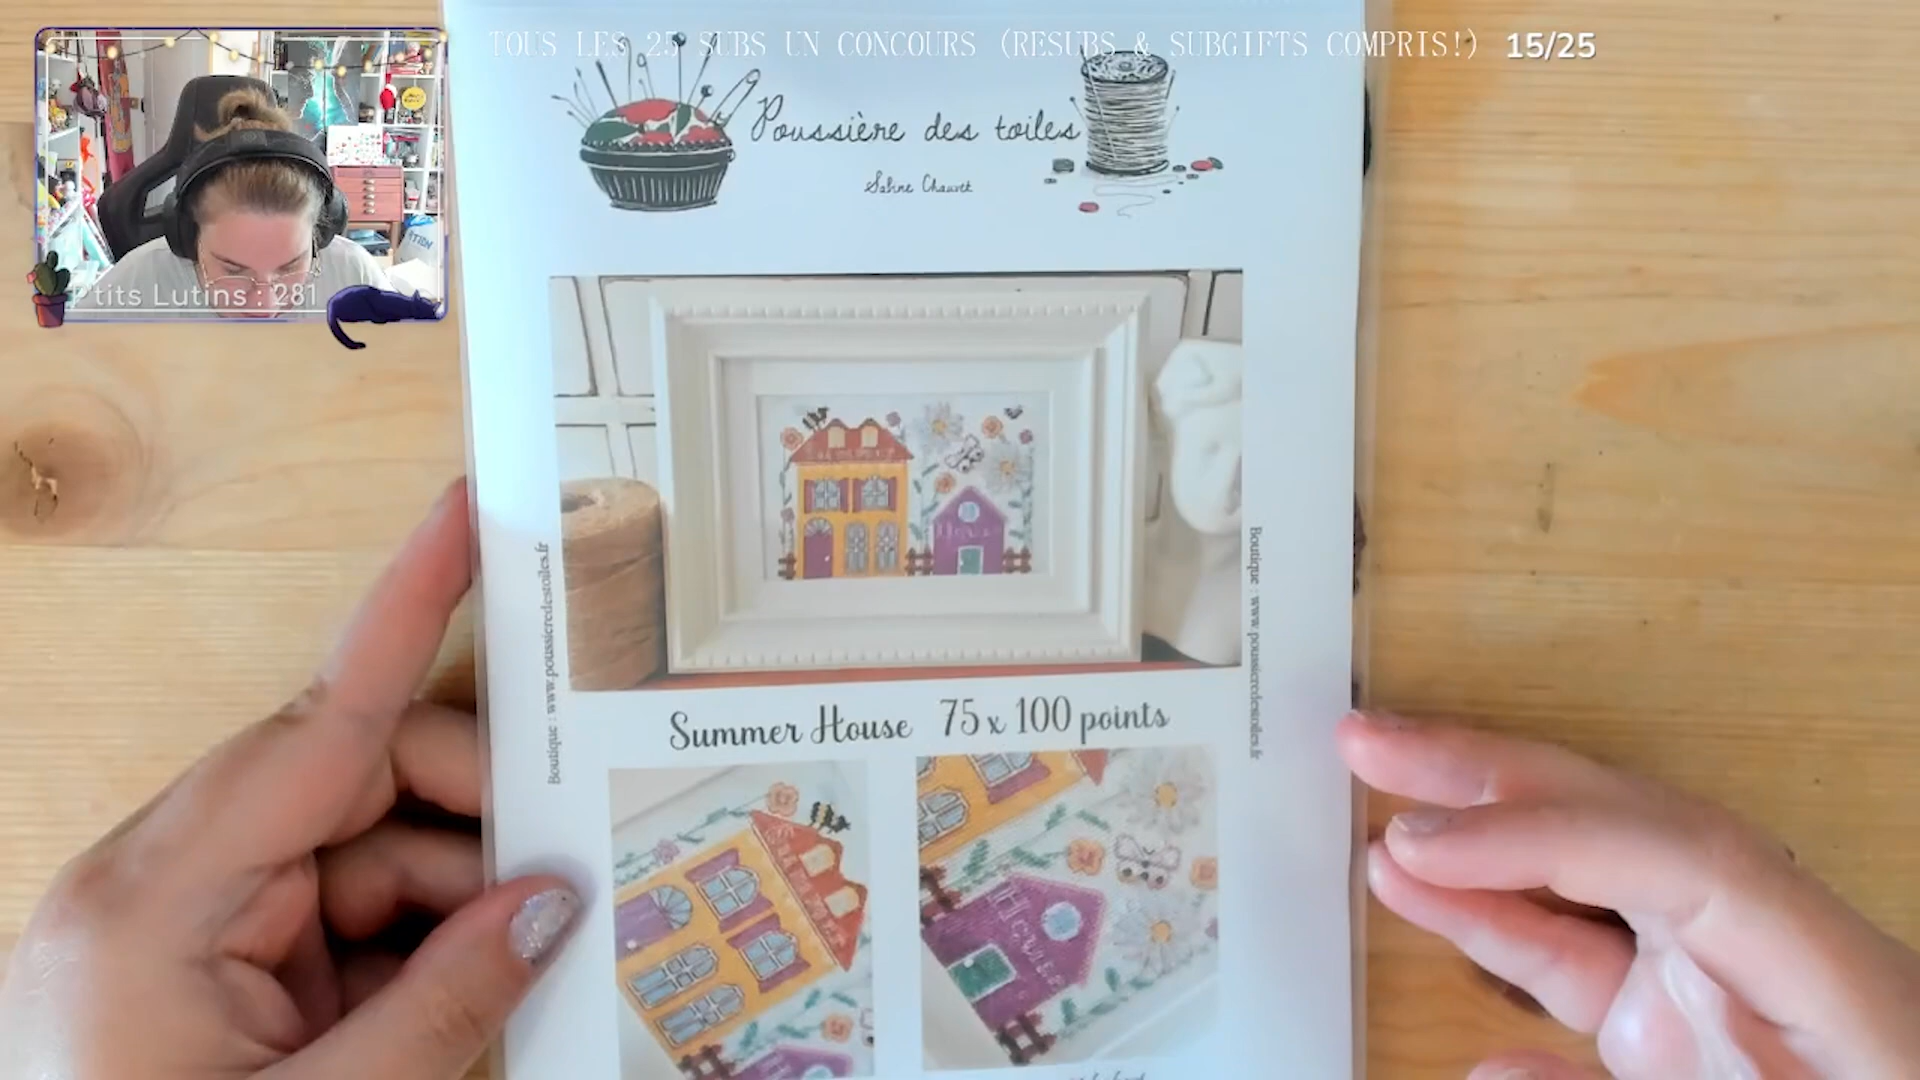 TOUS LES 25 SUBS UN CONCOURS (RESUBS & SUBGIFTS COMPRIS!) 15/25
P'tits Lutins : 281
Poussière des toiles
Sabine Chauvet
Boutique : www.poussieredestoiles.fr
Boutique : www.poussieredestoiles.fr
Summer House 75 x 100 points